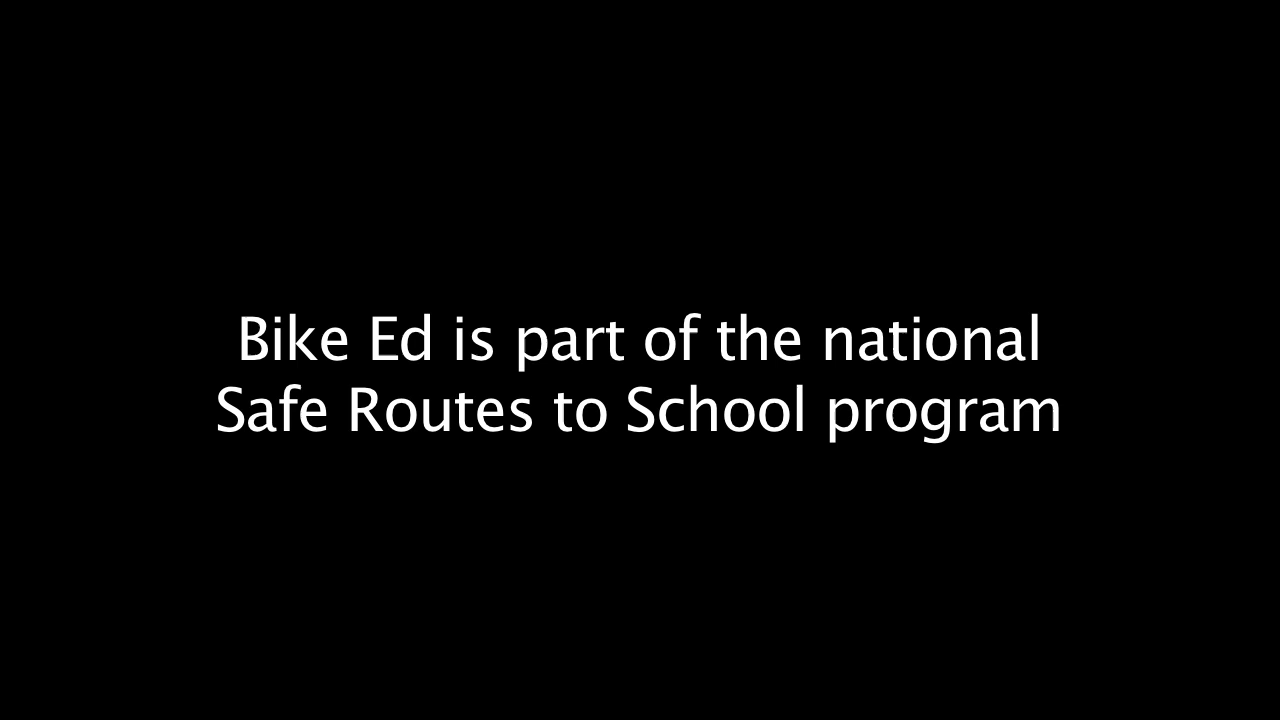 Bike Ed is part of the national
Safe Routes to School program